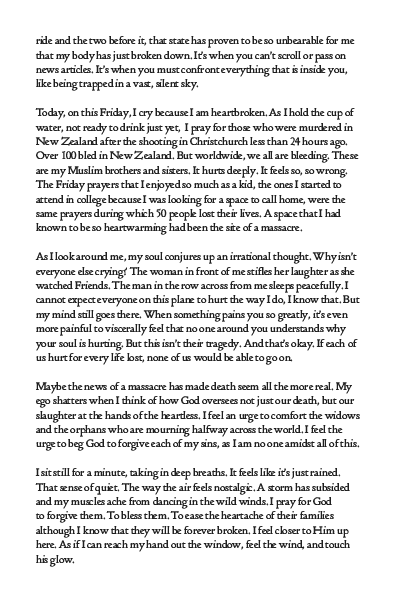 ride and the two before it, that state has proven to be so unbearable for me
that my body has just broken down. It's when you can't scroll or pass on
news articles. It's when you must confront everything that is inside you,
like being trapped in a vast, silent sky.
Today, on this Friday, I cry because I am heartbroken. As I hold the cup of
water, not ready to drink just yet, I pray for those who were murdered in
New Zealand after the shooting in Christchurch less than 24 hours ago.
Over 100 bled in New Zealand. But worldwide, we all are bleeding. These
are my Muslim brothers and sisters. It hurts deeply. It feels so, so wrong.
The Friday prayers that I enjoyed so much as a kid, the ones I started to
attend in college because I was looking for a space to call home, were the
same prayers during which 50 people lost their lives. A space that I had
known to be so heartwarming had been the site of a massacre.
As I look around me, my soul conjures up an irrational thought. Why isn't
everyone else crying? The woman in front of me stifles her laughter as she
watched Friends. The man in the row across from me sleeps peacefully. I
cannot expect everyone on this plane to hurt the way I do, I know that. But
my mind still goes there. When something pains you so greatly, it's even
more painful to viscerally feel that no one around you understands why
your soul is hurting. But this isn't their tragedy. And that's okay. If each of
us hurt for every life lost, none of us would be able to go on.
Maybe the news of a massacre has made death seem all the more real. My
ego shatters when I think of how God oversees not just our death, but our
slaughter at the hands of the heartless. I feel an urge to comfort the widows
and the orphans who are mourning halfway across the world. I feel the
urge to beg God to forgive each of my sins, as I am no one amidst all of this.
I sit still for a minute, taking in deep breaths. It feels like it's just rained.
That sense of quiet. The way the air feels nostalgic. A storm has subsided
and my muscles ache from dancing in the wild winds. I pray for God
to forgive them. To bless them. To ease the heartache of their families
although I know that they will be forever broken. I feel closer to Him up
here. As if I can reach my hand out the window, feel the wind, and touch
his glow.